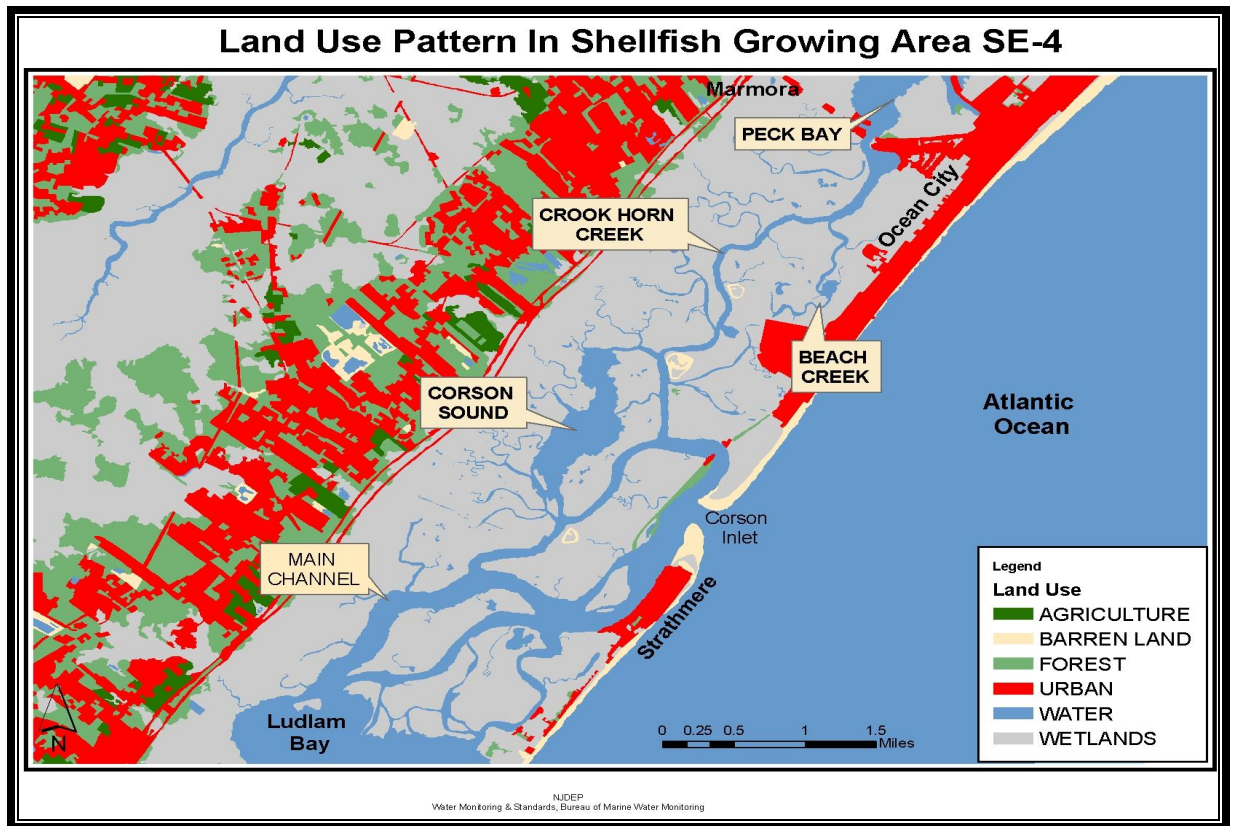 Land Use Pattern In Shellfish Growing Area SE-4
Marmora
PECK BAY
CROOK HORN
CREEK
Ocean City
BEACH
CREEK
CORSON
SOUND
Atlantic
Ocean
Corson
Inlet
MAIN
CHANNEL
Strathmere
Ludlam
Bay
N
0 0.25 0.5 1 1.5
Miles
Legend
Land Use
AGRICULTURE
BARREN LAND
FOREST
URBAN
WATER
WETLANDS
NJDEP
Water Monitoring & Standards, Bureau of Marine Water Monitoring